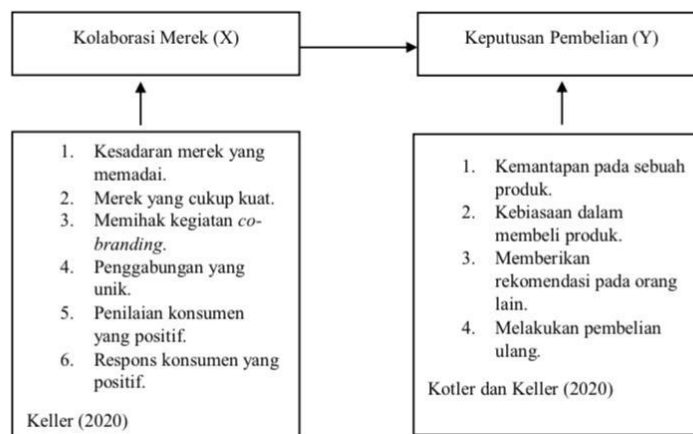 Kolaborasi Merek (X)
Keputusan Pembelian (Y)
1. Kesadaran merek yang
memadai.
2. Merek yang cukup kuat.
3. Memihak kegiatan co-
branding.
4. Penggabungan yang
unik.
5. Penilaian konsumen
yang positif.
6. Respons konsumen yang
positif.
Keller (2020)
1. Kemantapan pada sebuah
produk.
2. Kebiasaan dalam
membeli produk.
3. Memberikan
rekomendasi pada orang
lain.
4. Melakukan pembelian
ulang.
Kotler dan Keller (2020)